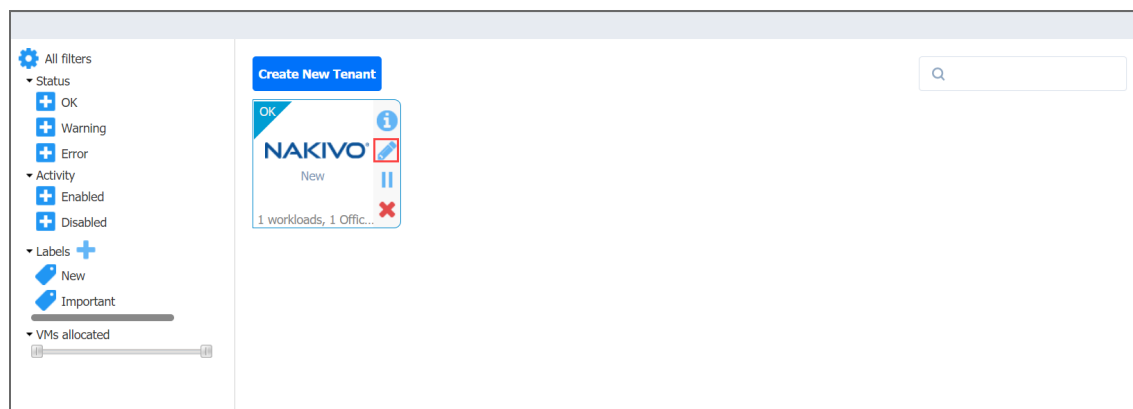 All filters
Status
OK
Warning
Error
Activity
Enabled
Disabled
Labels
New
Important
VMs allocated
Create New Tenant
OK
NAKIVO®
New
1 workloads, 1 Offic...